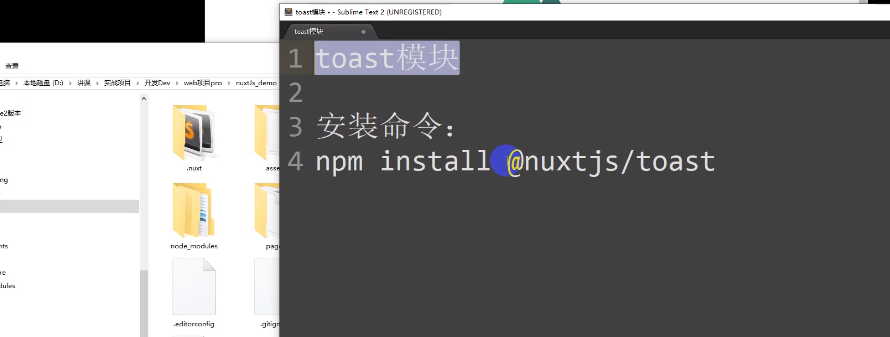 toast模块 • - Sublime Text 2 (UNREGISTERED)
toast模块
1 toast模块
2
3 安装命令：
4 npm install @nuxtjs/toast
查看
本地磁盘 (D:) › 讲课 › 实战项目 › 开发Dev › web项目pro › nuxtJs_demo
e2版本
.nuxt
asse
ng
node_modules
page
nts
re
dules
.editorconfig
.gitign